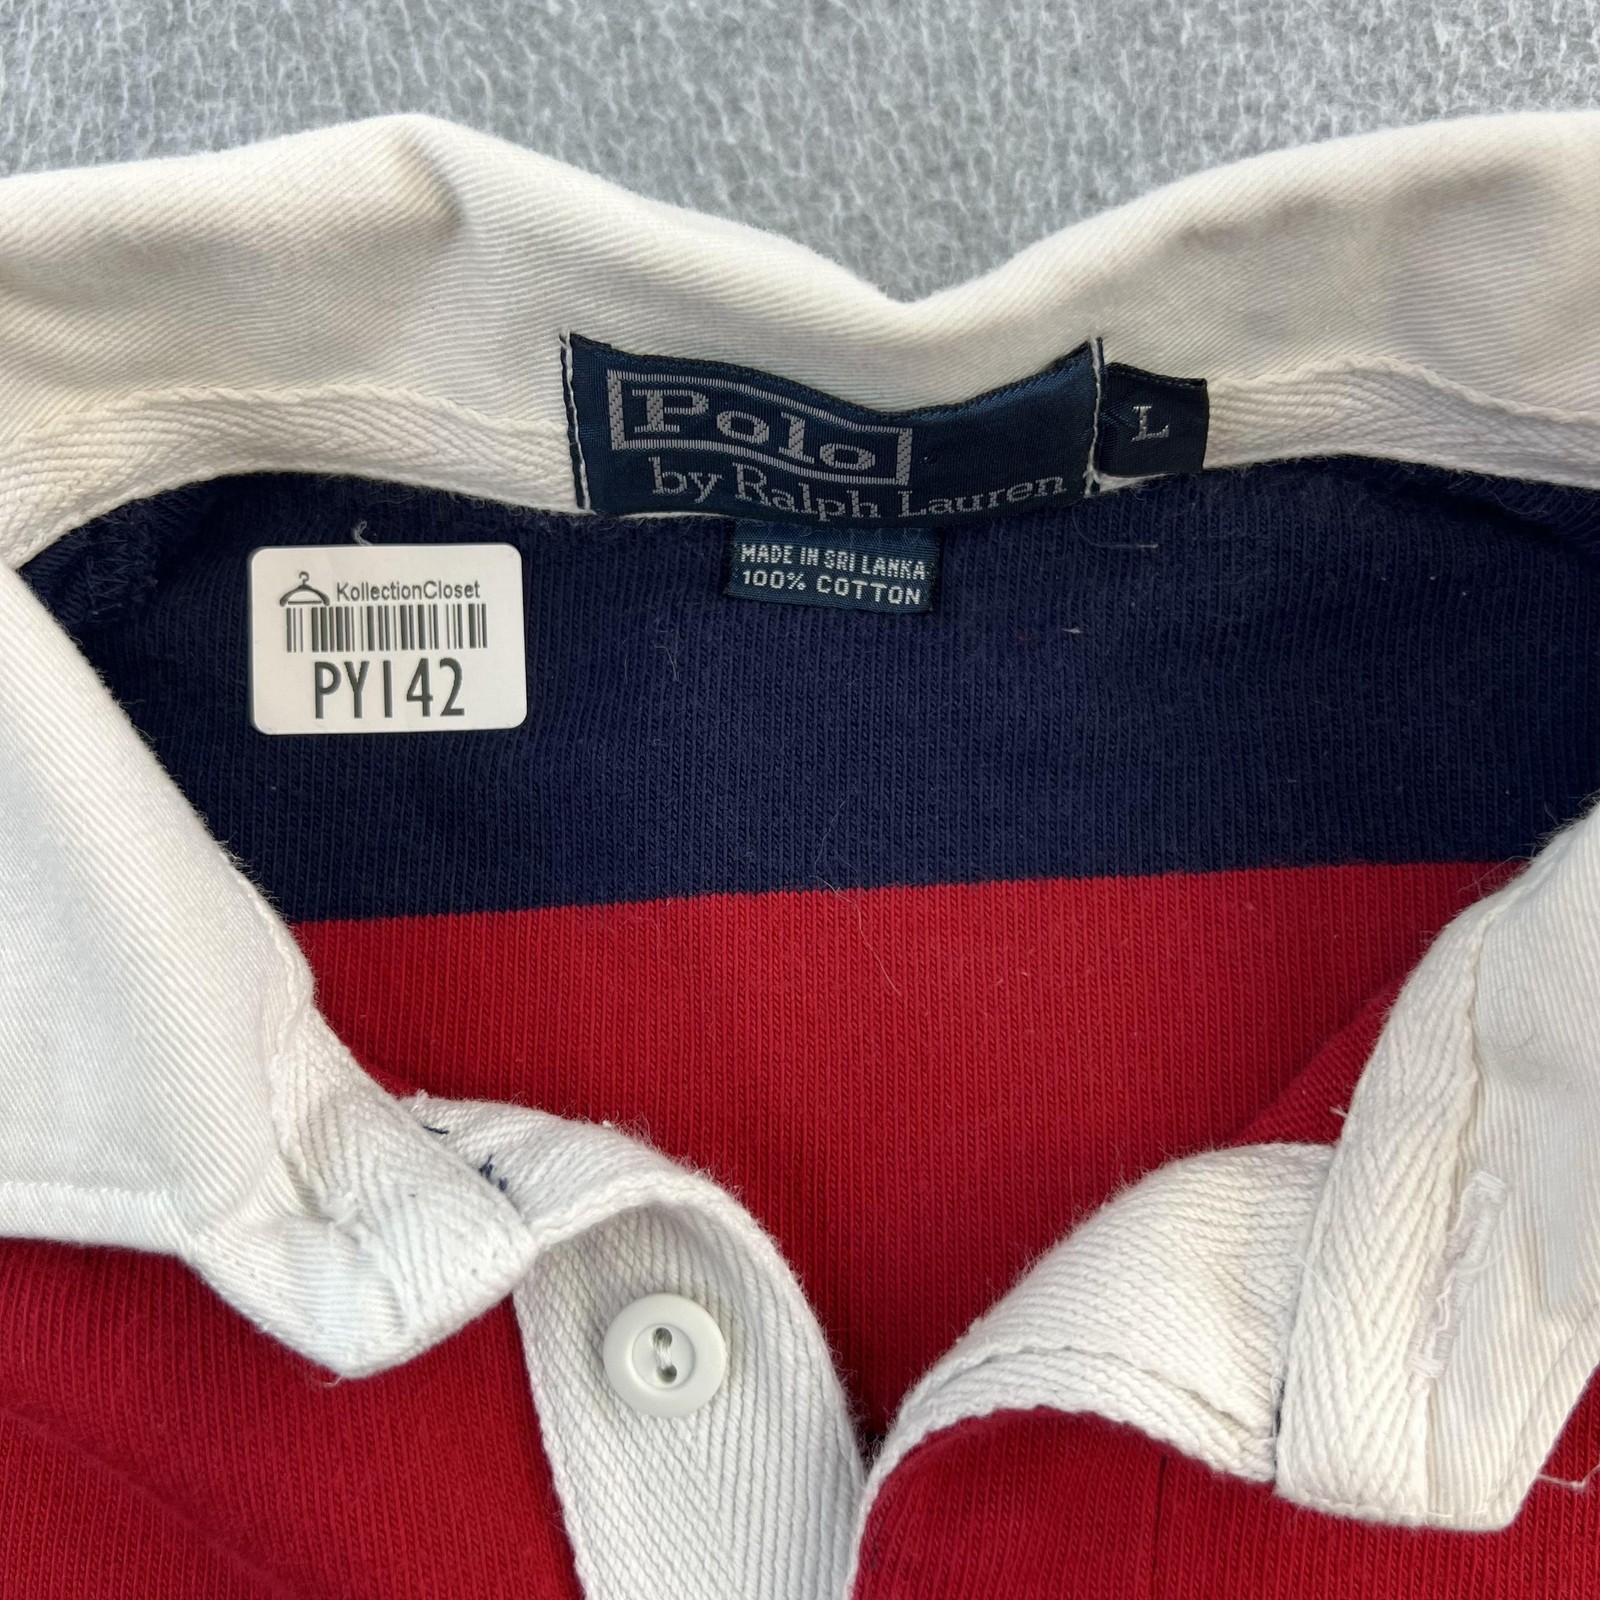 Polo
by Ralph Lauren
L
MADE IN SRI LANKA
100% COTTON
KollectionCloset
PY142